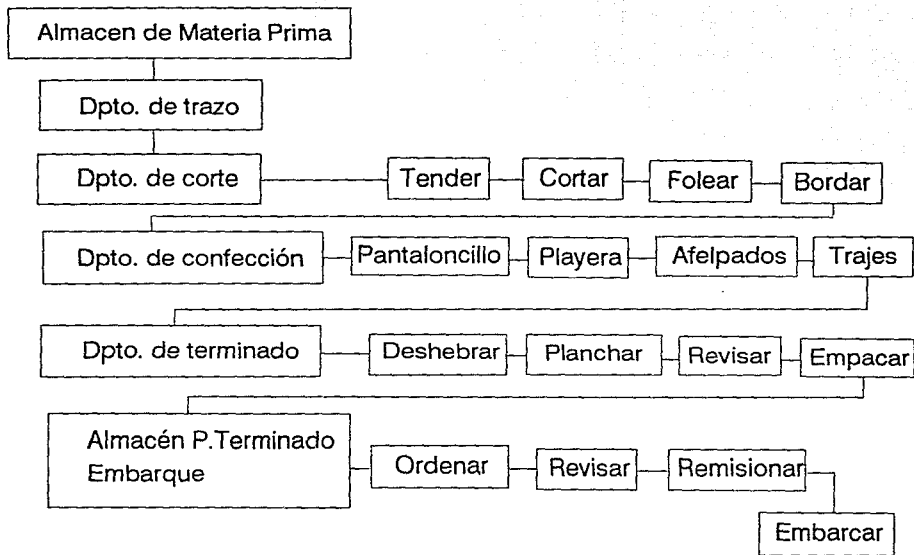 Almacen de Materia Prima
Dpto. de trazo
Dpto. de corte
Tender
Cortar
Folear
Bordar
Dpto. de confección
Pantaloncillo
Playera
Afelpados
Trajes
Dpto. de terminado
Deshebrar
Planchar
Revisar
Empacar
Almacén P.Terminado
Embarque
Ordenar
Revisar
Remisionar
Embarcar